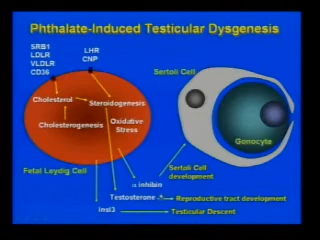 Phthalate-Induced Testicular Dysgenesis
SRB1
LDLR
VLDLR
CD36
LHR
CNP
Sertoli Cell
Cholesterol
Steroidogenesis
Cholesterogenesis
Oxidative
Stress
Gonocyte
Fetal Leydig Cell
Sertoli Cell
development
α inhibin
Testosterone
Reproductive tract development
Insl3
Testicular Descent